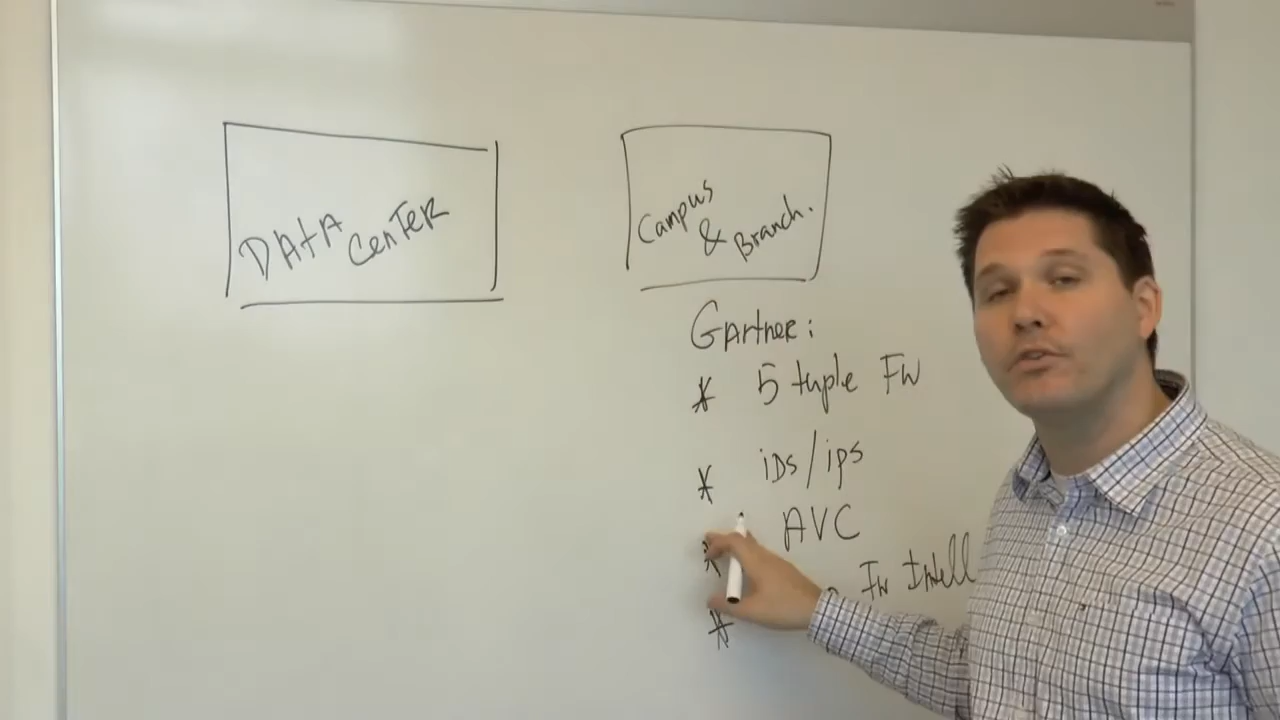 DATA CENTER
Campus & Branch.
Gartner:
* 5 tuple FW
* IDS/IPS
* AVC
* FW Intell